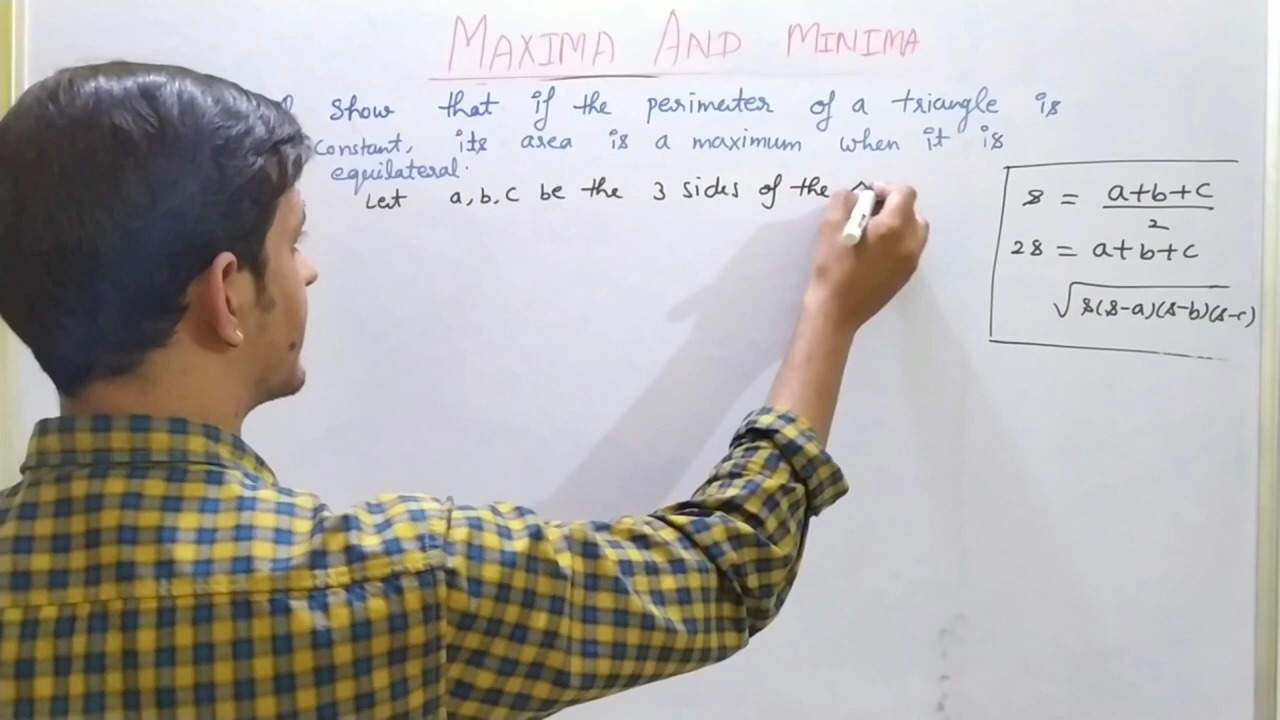 MAXIMA AND MINIMA
Show that if the perimeter of a triangle is
constant, its area is a maximum when it is
equilateral.
Let a, b, c be the 3 sides of the
s = a+b+c / 2
2s = a+b+c
√s(s-a)(s-b)(s-c)